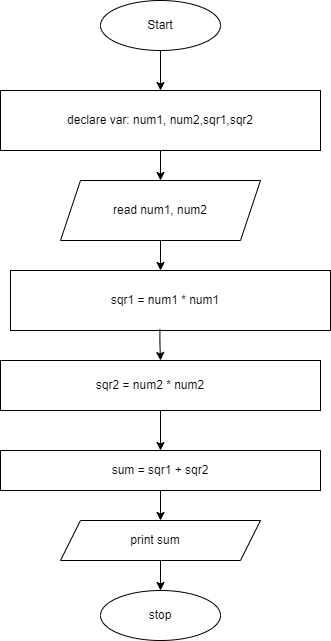 Start
declare var: num1, num2,sqr1,sqr2
read num1, num2
sqr1 = num1 * num1
sqr2 = num2 * num2
sum = sqr1 + sqr2
print sum
stop